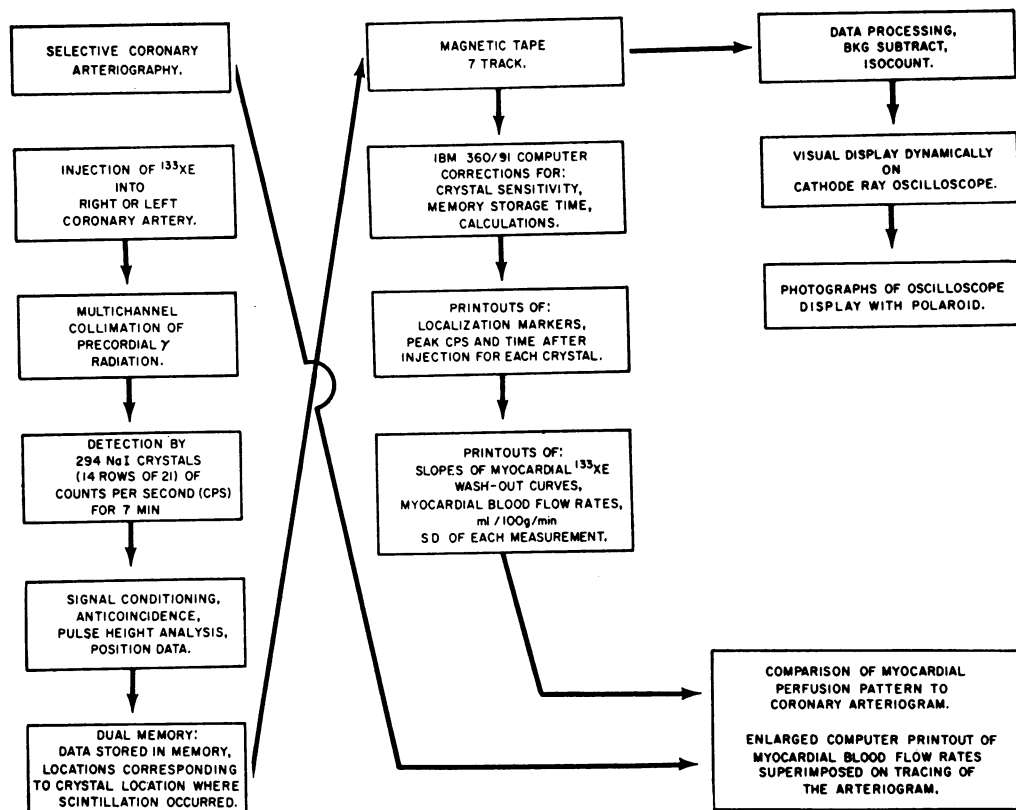 SELECTIVE CORONARY
ARTERIOGRAPHY.
INJECTION OF ¹³³XE
INTO
RIGHT OR LEFT
CORONARY ARTERY.
MULTICHANNEL
COLLIMATION OF
PRECORDIAL γ
RADIATION.
DETECTION BY
294 NaI CRYSTALS
(14 ROWS OF 21) OF
COUNTS PER SECOND (CPS)
FOR 7 MIN
SIGNAL CONDITIONING,
ANTICOINCIDENCE,
PULSE HEIGHT ANALYSIS,
POSITION DATA.
DUAL MEMORY:
DATA STORED IN MEMORY,
LOCATIONS CORRESPONDING
TO CRYSTAL LOCATION WHERE
SCINTILLATION OCCURRED.
MAGNETIC TAPE
7 TRACK.
IBM 360/91 COMPUTER
CORRECTIONS FOR:
CRYSTAL SENSITIVITY,
MEMORY STORAGE TIME,
CALCULATIONS.
PRINTOUTS OF:
LOCALIZATION MARKERS,
PEAK CPS AND TIME AFTER
INJECTION FOR EACH CRYSTAL.
PRINTOUTS OF:
SLOPES OF MYOCARDIAL ¹³³XE
WASH-OUT CURVES,
MYOCARDIAL BLOOD FLOW RATES,
ml/100g/min
SD OF EACH MEASUREMENT.
DATA PROCESSING,
BKG SUBTRACT,
ISOCOUNT.
VISUAL DISPLAY DYNAMICALLY
ON
CATHODE RAY OSCILLOSCOPE.
PHOTOGRAPHS OF OSCILLOSCOPE
DISPLAY WITH POLAROID.
COMPARISON OF MYOCARDIAL
PERFUSION PATTERN TO
CORONARY ARTERIOGRAM.
ENLARGED COMPUTER PRINTOUT OF
MYOCARDIAL BLOOD FLOW RATES
SUPERIMPOSED ON TRACING OF
THE ARTERIOGRAM.